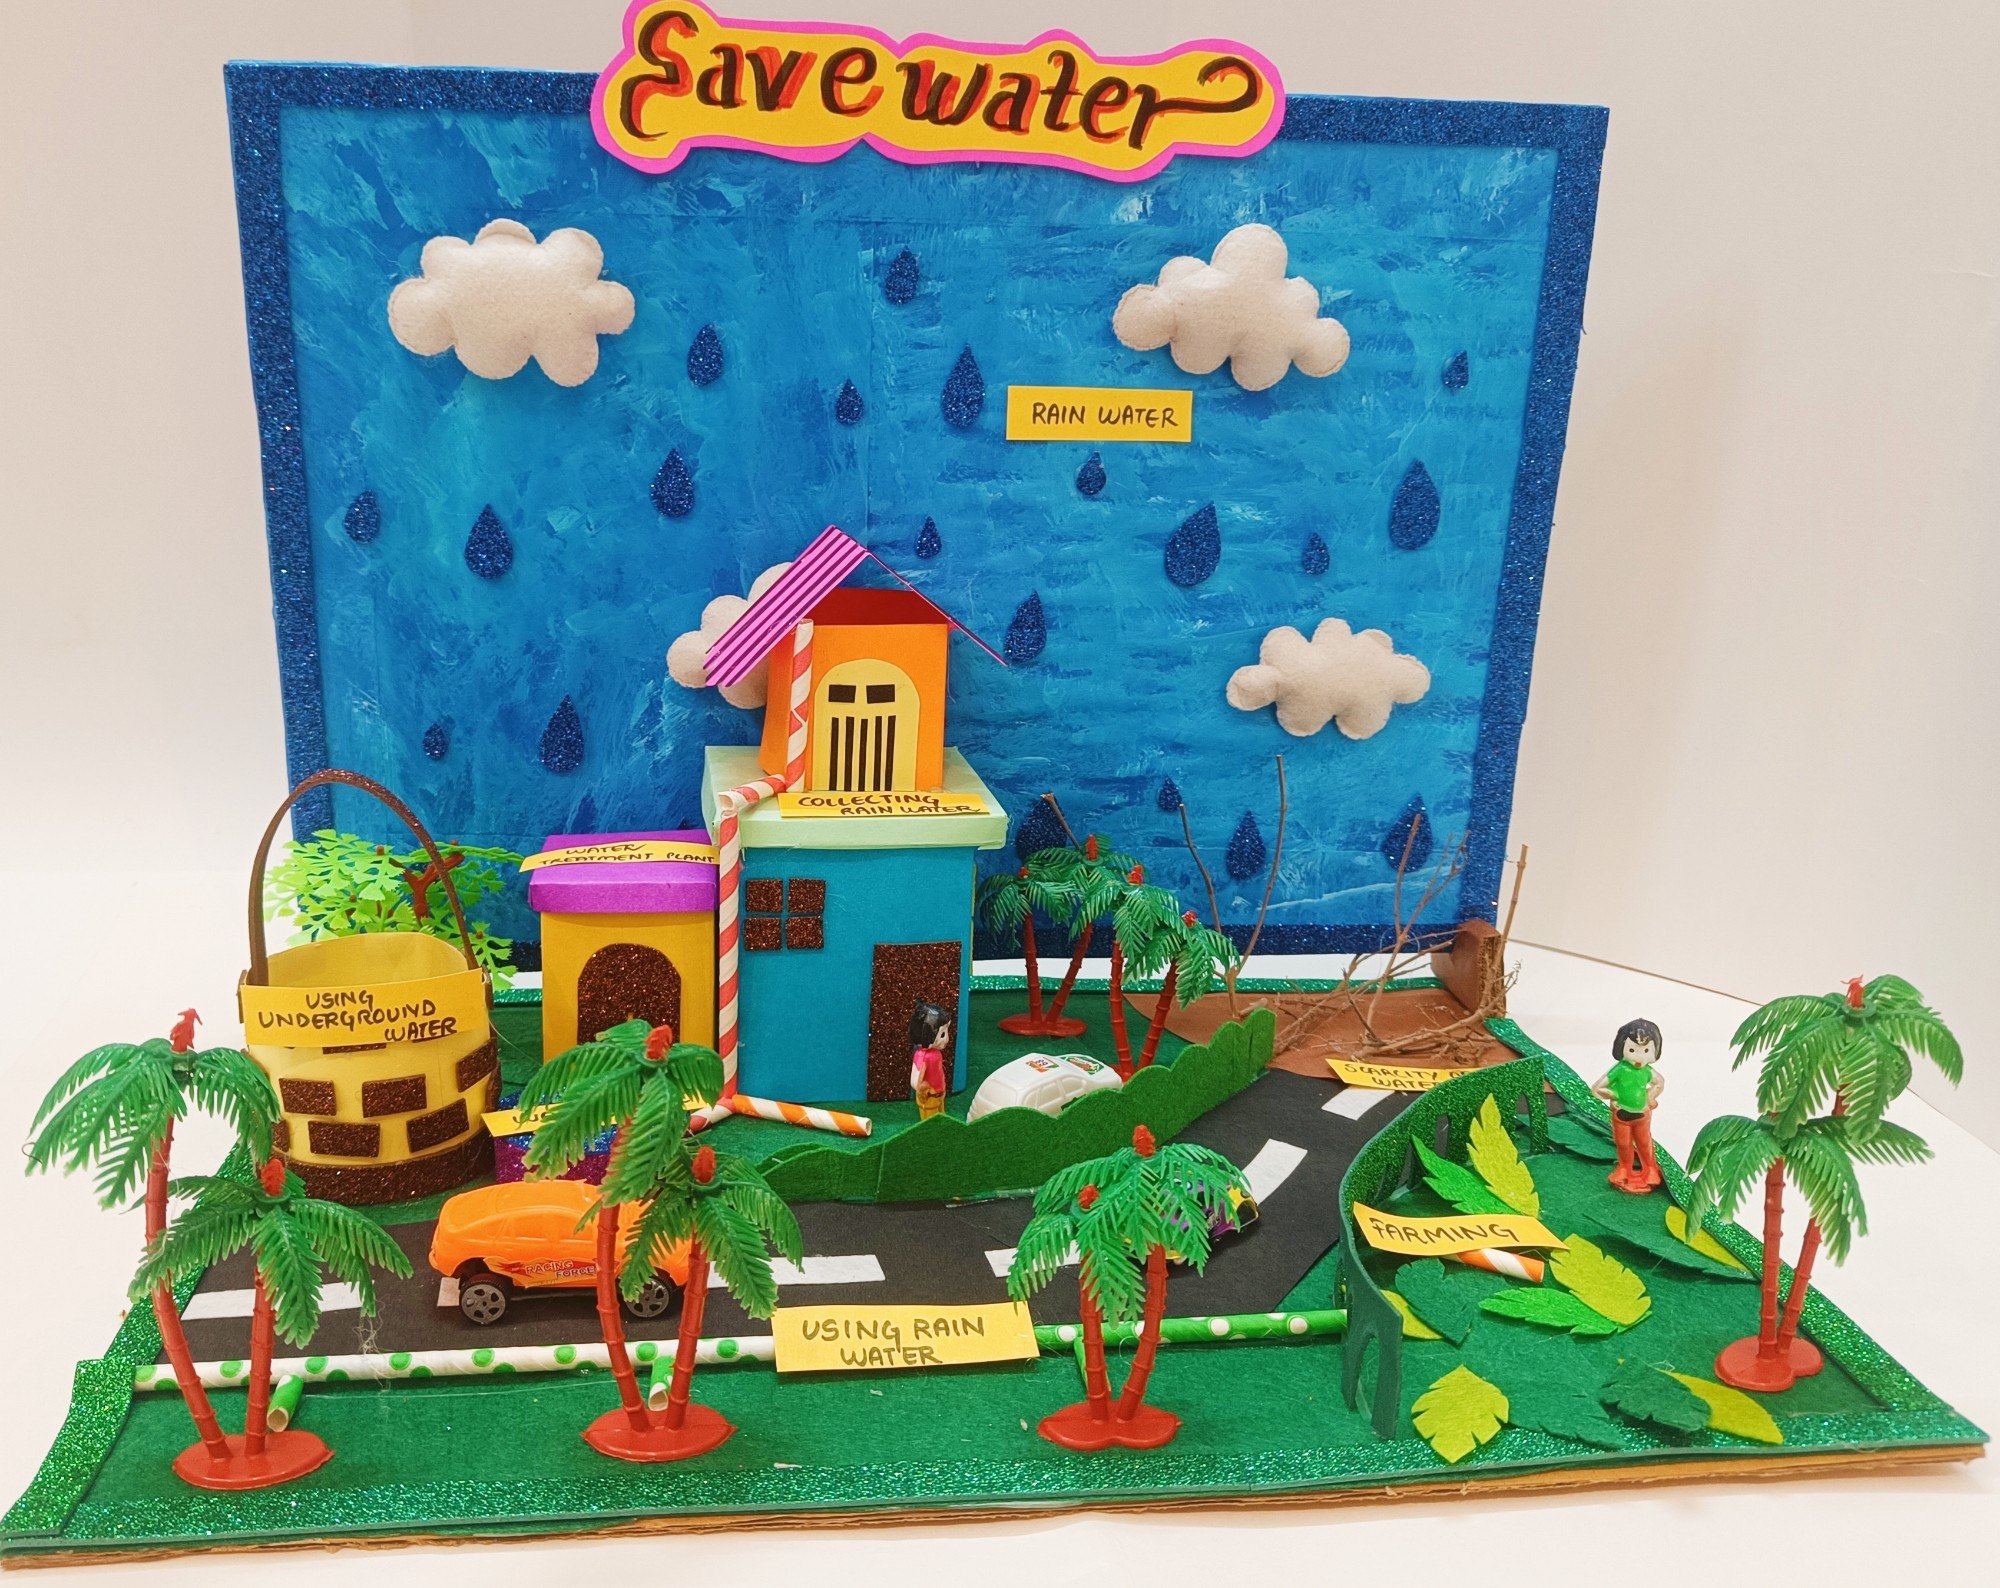 Save water
RAIN WATER
COLLECTING
RAIN WATER
WATER
TREATMENT PLANT
USING
UNDERGROUND
WATER
SCARCITY
WATER
FARMING
RACING
FORCE
USING RAIN
WATER